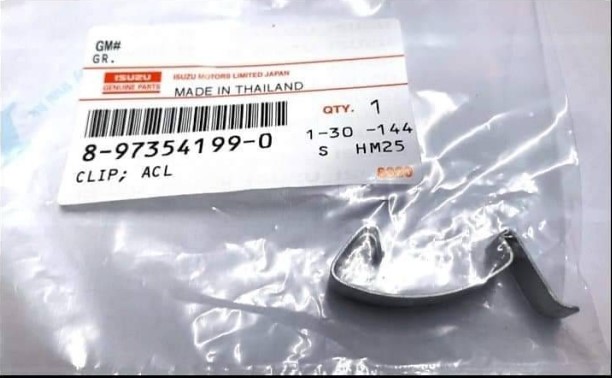 GM#
GR.
ISUZU ISUZU MOTORS LIMITED JAPAN
GENUINE PARTS MADE IN THAILAND
QTY. 1
8-97354199-0 1-30 -144
S HM25
CLIP; ACL